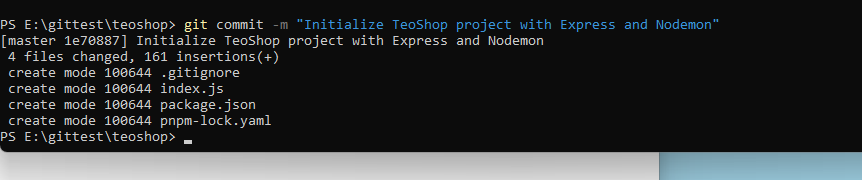 PS E:\gittest\teoshop> git commit -m "Initialize TeoShop project with Express and Nodemon"
[master 1e70887] Initialize TeoShop project with Express and Nodemon
 4 files changed, 161 insertions(+)
 create mode 100644 .gitignore
 create mode 100644 index.js
 create mode 100644 package.json
 create mode 100644 pnpm-lock.yaml
PS E:\gittest\teoshop>